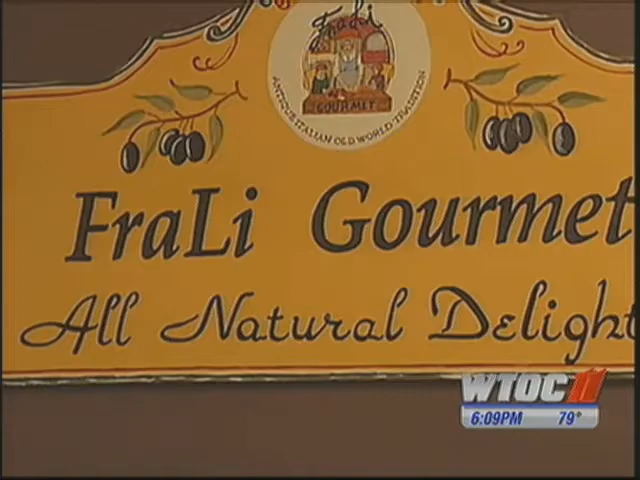 FraLi
GOURMET
ANTIQUE ITALIAN OLD WORLD TRADITION
FraLi Gourmet
All Natural Delight
WTOC 11
6:09PM 79°